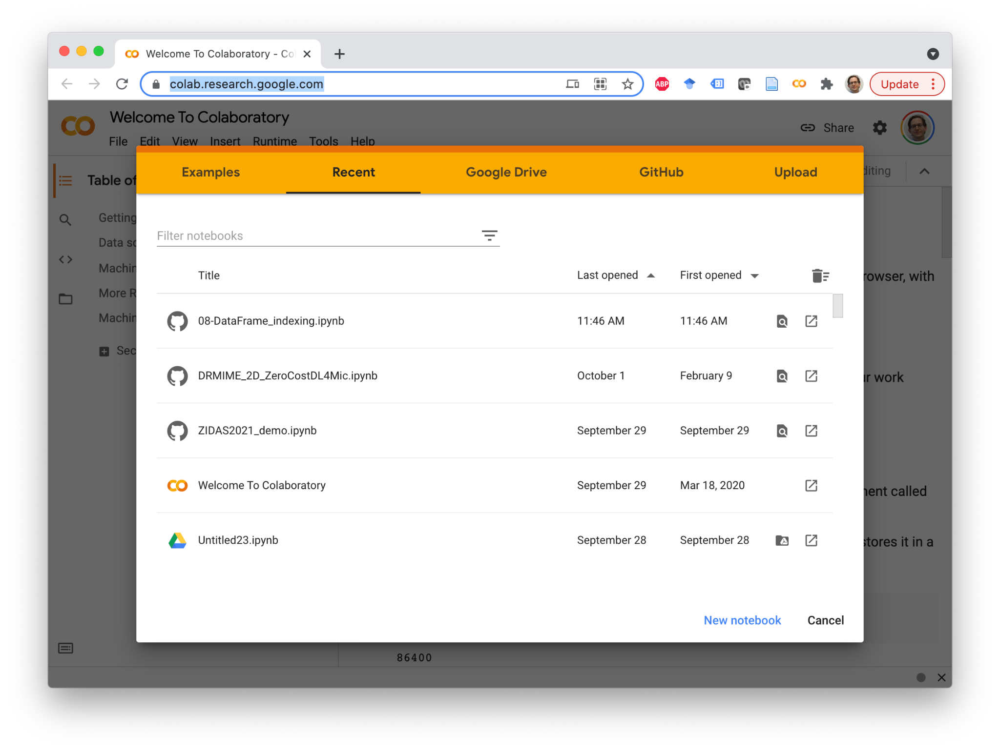 Welcome To Colaboratory - Co
colab.research.google.com
ABP
Update
Welcome To Colaboratory
File Edit View Insert Runtime Tools Help
Share
Examples Recent Google Drive GitHub Upload
diting
Table of
Getting
Data sc
Machin
More R
Machin
Sec
Filter notebooks
Title Last opened First opened
rowser, with
08-DataFrame_indexing.ipynb 11:46 AM 11:46 AM
DRMIME_2D_ZeroCostDL4Mic.ipynb October 1 February 9
ur work
ZIDAS2021_demo.ipynb September 29 September 29
Welcome To Colaboratory September 29 Mar 18, 2020
nent called
Untitled23.ipynb September 28 September 28
stores it in a
New notebook Cancel
86400